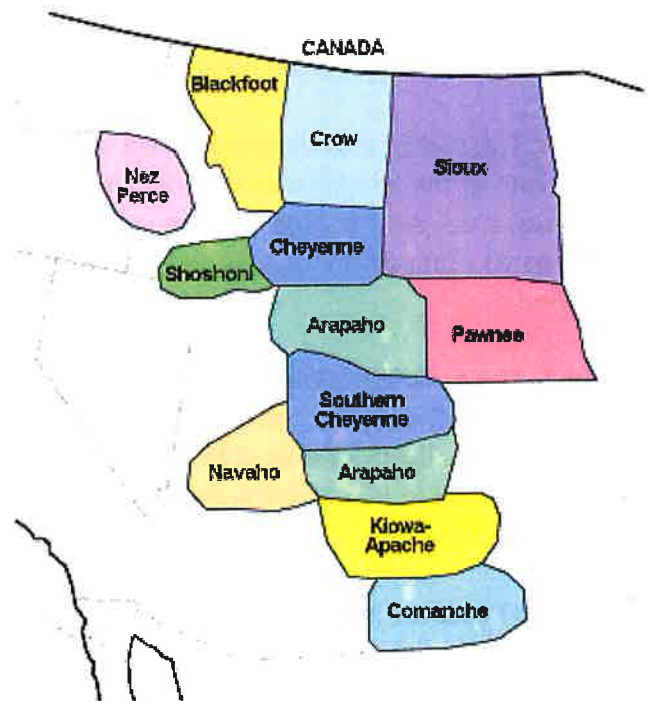 CANADA
Blackfoot
Crow
Sioux
Nez
Perce
Cheyenne
Shoshoni
Arapaho
Pawnee
Southern
Cheyenne
Navaho
Arapaho
Kiowa-
Apache
Comanche